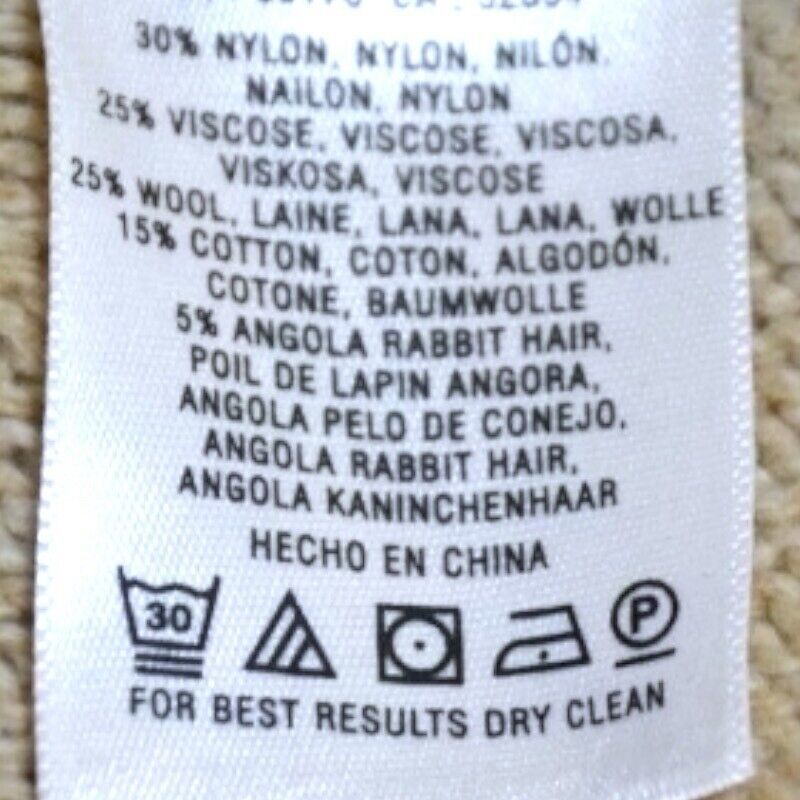 30% NYLON, NYLON, NILÓN,
NAILON, NYLON
25% VISCOSE, VISCOSE, VISCOSA,
VISKOSA, VISCOSE
25% WOOL, LAINE, LANA, LANA, WOLLE
15% COTTON, COTON, ALGODÓN,
COTONE, BAUMWOLLE
5% ANGOLA RABBIT HAIR,
POIL DE LAPIN ANGORA,
ANGOLA PELO DE CONEJO,
ANGOLA RABBIT HAIR,
ANGOLA KANINCHENHAAR
HECHO EN CHINA
30 P
FOR BEST RESULTS DRY CLEAN